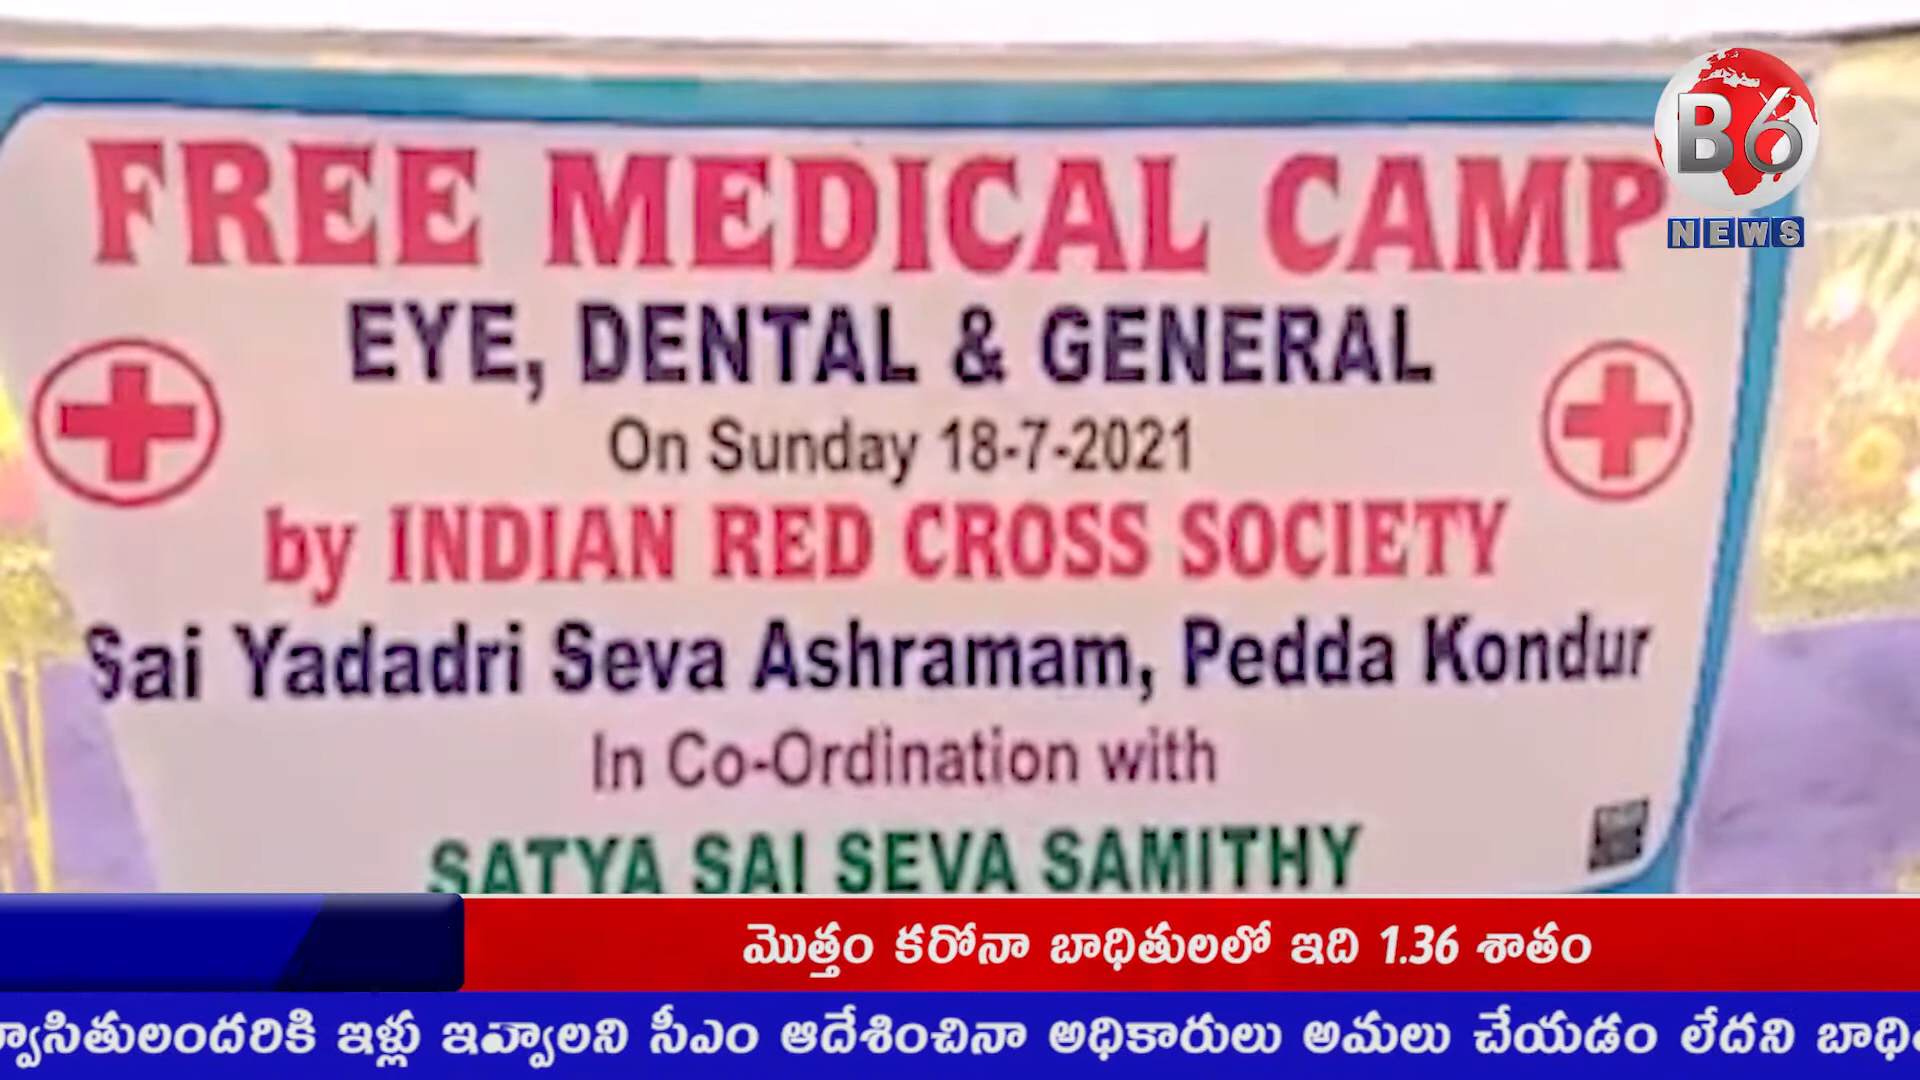 B6
NEWS
FREE MEDICAL CAMP
EYE, DENTAL & GENERAL
On Sunday 18-7-2021
by INDIAN RED CROSS SOCIETY
Sai Yadadri Seva Ashramam, Pedda Kondur
In Co-Ordination with
SATYA SAI SEVA SAMITHY
మొత్తం కరోనా బాధితులలో ఇది 1.36 శాతం
ఇళ్లు ఇవ్వాలని సీఎం ఆదేశించినా అధికారులు అమలు చేయడం లేదని